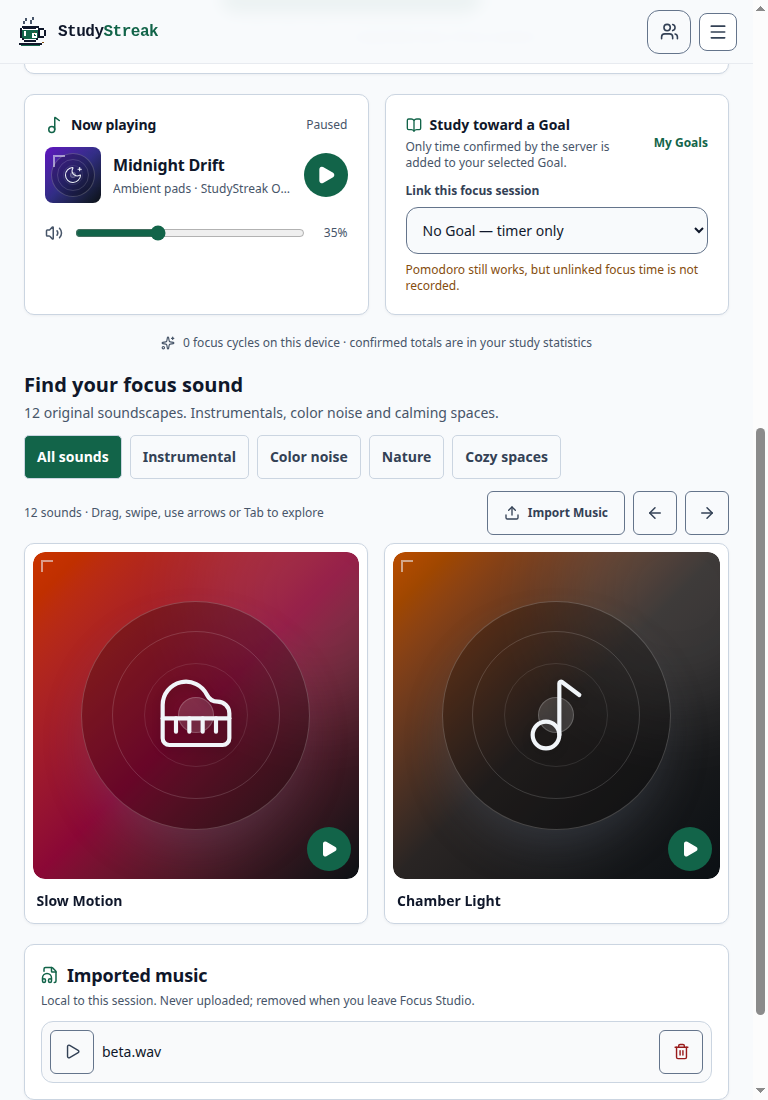 StudyStreak
Now playing
Paused
Midnight Drift
Ambient pads · StudyStreak O...
35%
Study toward a Goal
Only time confirmed by the server is
added to your selected Goal.
My Goals
Link this focus session
No Goal — timer only
Pomodoro still works, but unlinked focus time is not
recorded.
0 focus cycles on this device · confirmed totals are in your study statistics
Find your focus sound
12 original soundscapes. Instrumentals, color noise and calming spaces.
All sounds
Instrumental
Color noise
Nature
Cozy spaces
12 sounds · Drag, swipe, use arrows or Tab to explore
Import Music
Slow Motion
Chamber Light
Imported music
Local to this session. Never uploaded; removed when you leave Focus Studio.
beta.wav